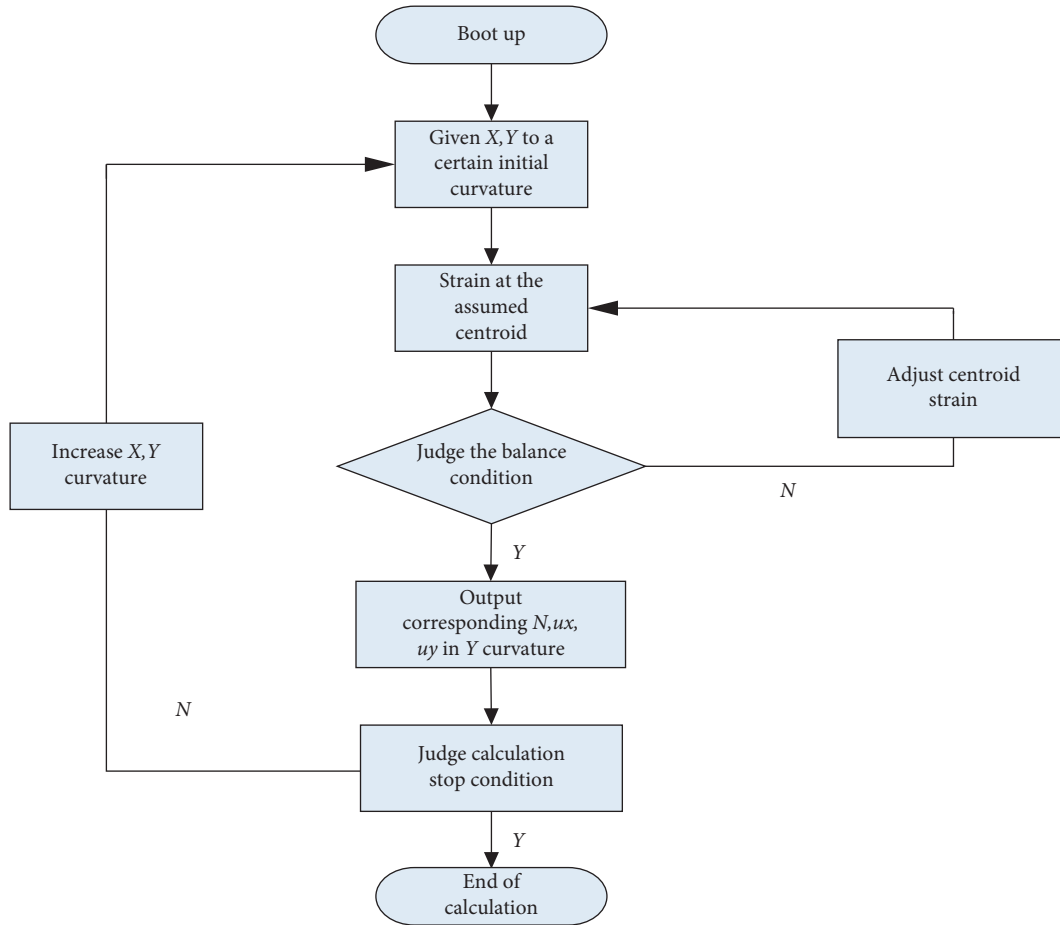 Boot up
Given X, Y to a
certain initial
curvature
Strain at the
assumed
centroid
Adjust centroid
strain
Increase X, Y
curvature
Judge the balance
condition
N
Y
Output
corresponding N,ux,
uy in Y curvature
N
Judge calculation
stop condition
Y
End of
calculation